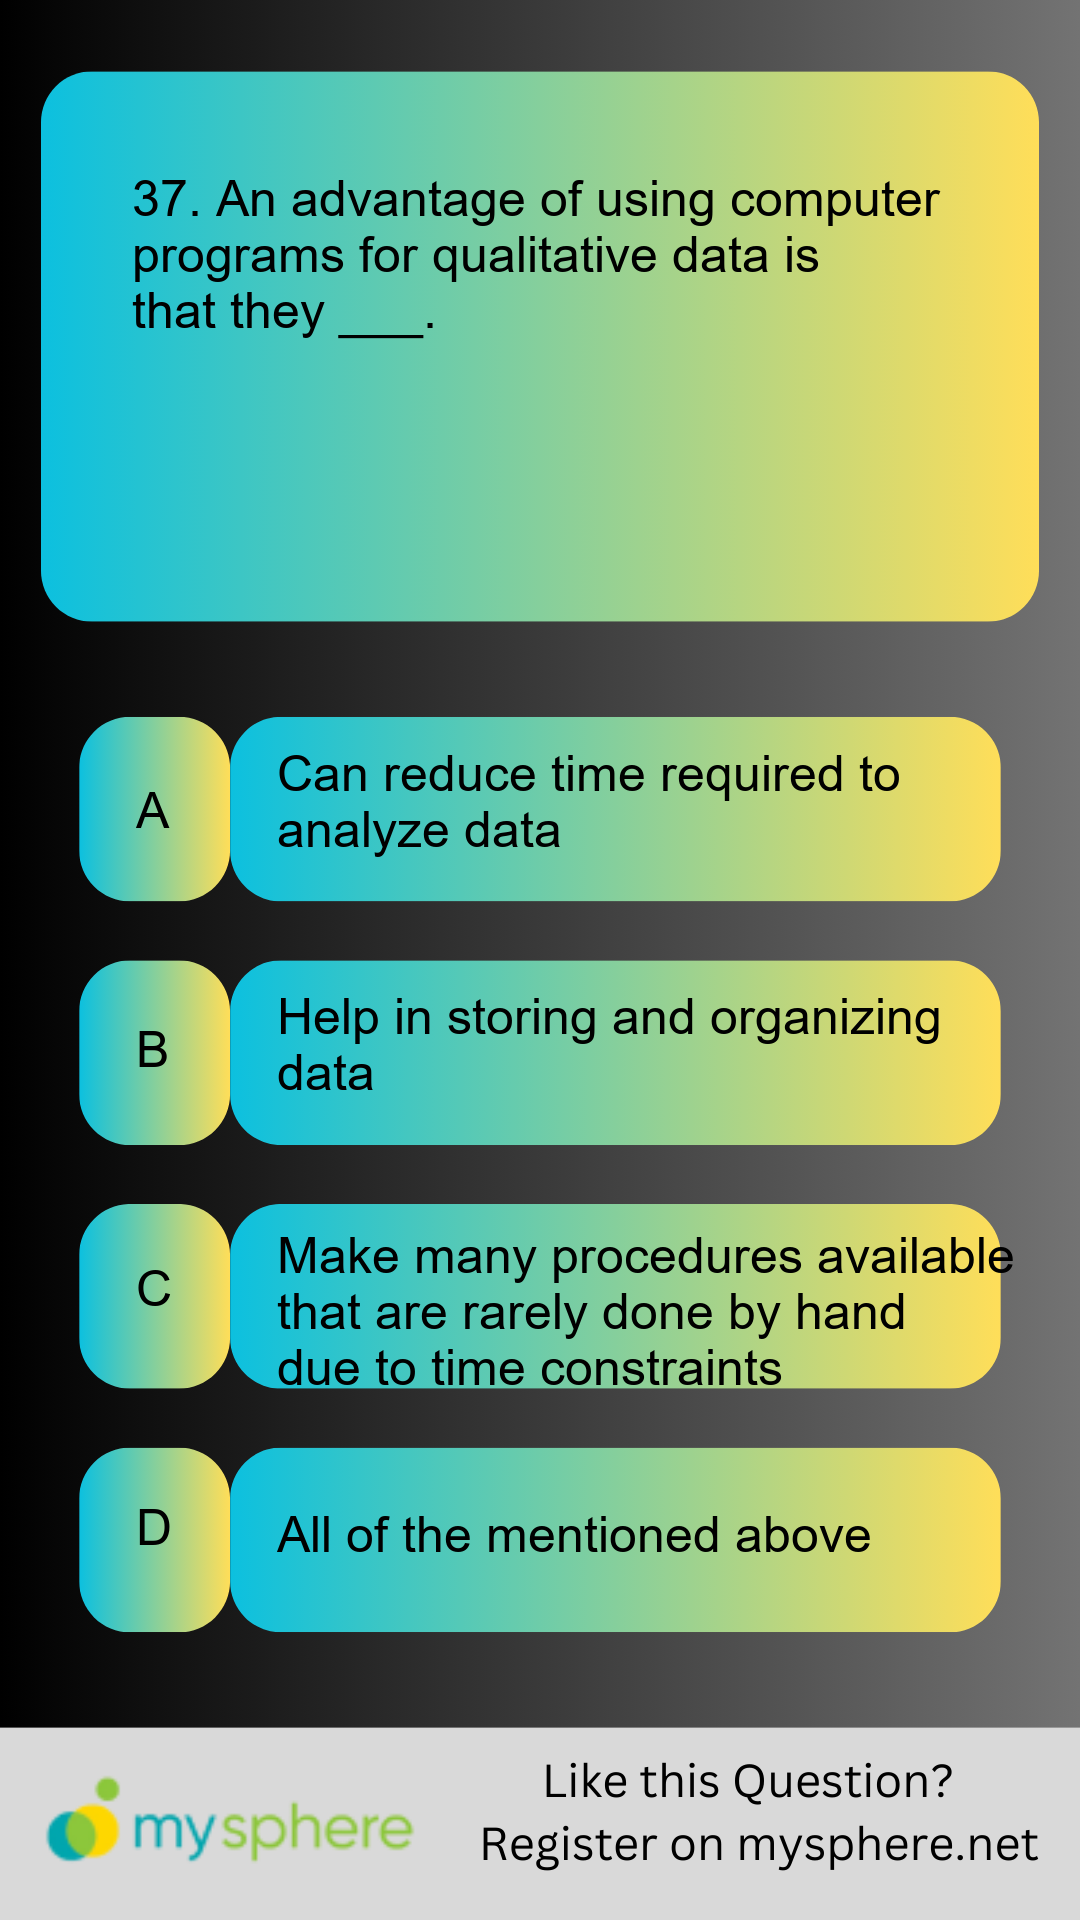 37. An advantage of using computer
programs for qualitative data is
that they ___.
A
Can reduce time required to
analyze data
B
Help in storing and organizing
data
C
Make many procedures available
that are rarely done by hand
due to time constraints
D
All of the mentioned above
mysphere
Like this Question?
Register on mysphere.net